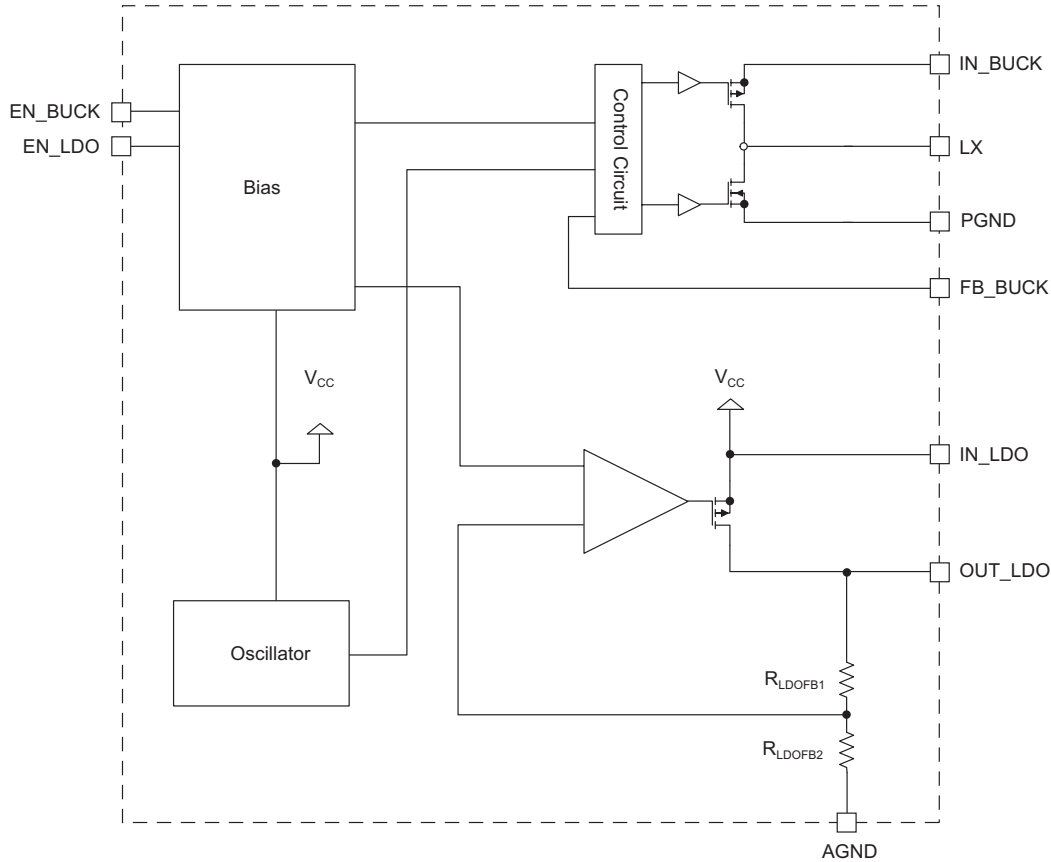 IN_BUCK
EN_BUCK
EN_LDO
Bias
Control Circuit
LX
PGND
FB_BUCK
VCC
VCC
IN_LDO
OUT_LDO
Oscillator
RLDOFB1
RLDOFB2
AGND